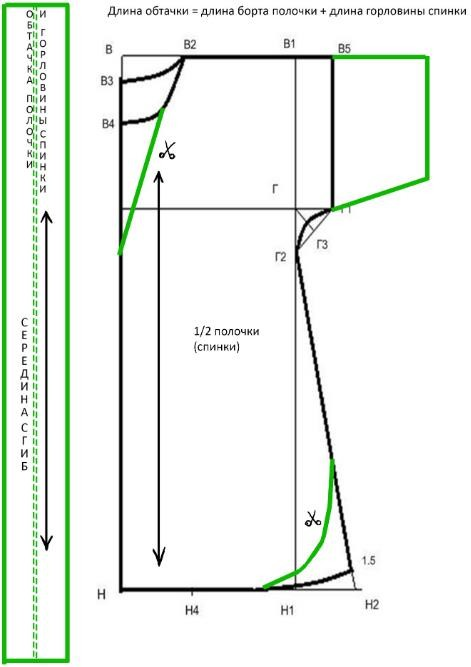 Длина обтачки = длина борта полочки + длина горловины спинки
ОБТАЧКА ПОЛОЧКИ
И ГОРЛОВИНЫ СПИНКИ
СЕРЕДИНА СГИБ
В
В2
В1
В5
В3
В4
Г
Г1
Г3
Г2
1/2 полочки
(спинки)
1.5
Н
Н4
Н1
Н2